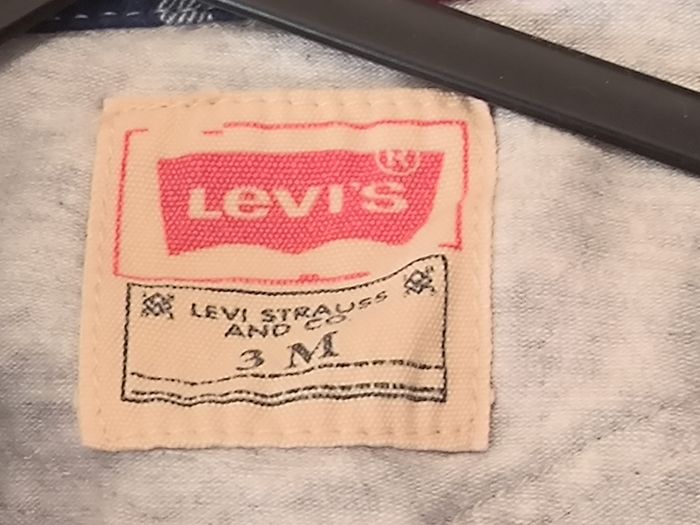 Levi's®
LEVI STRAUSS
AND CO
3 M